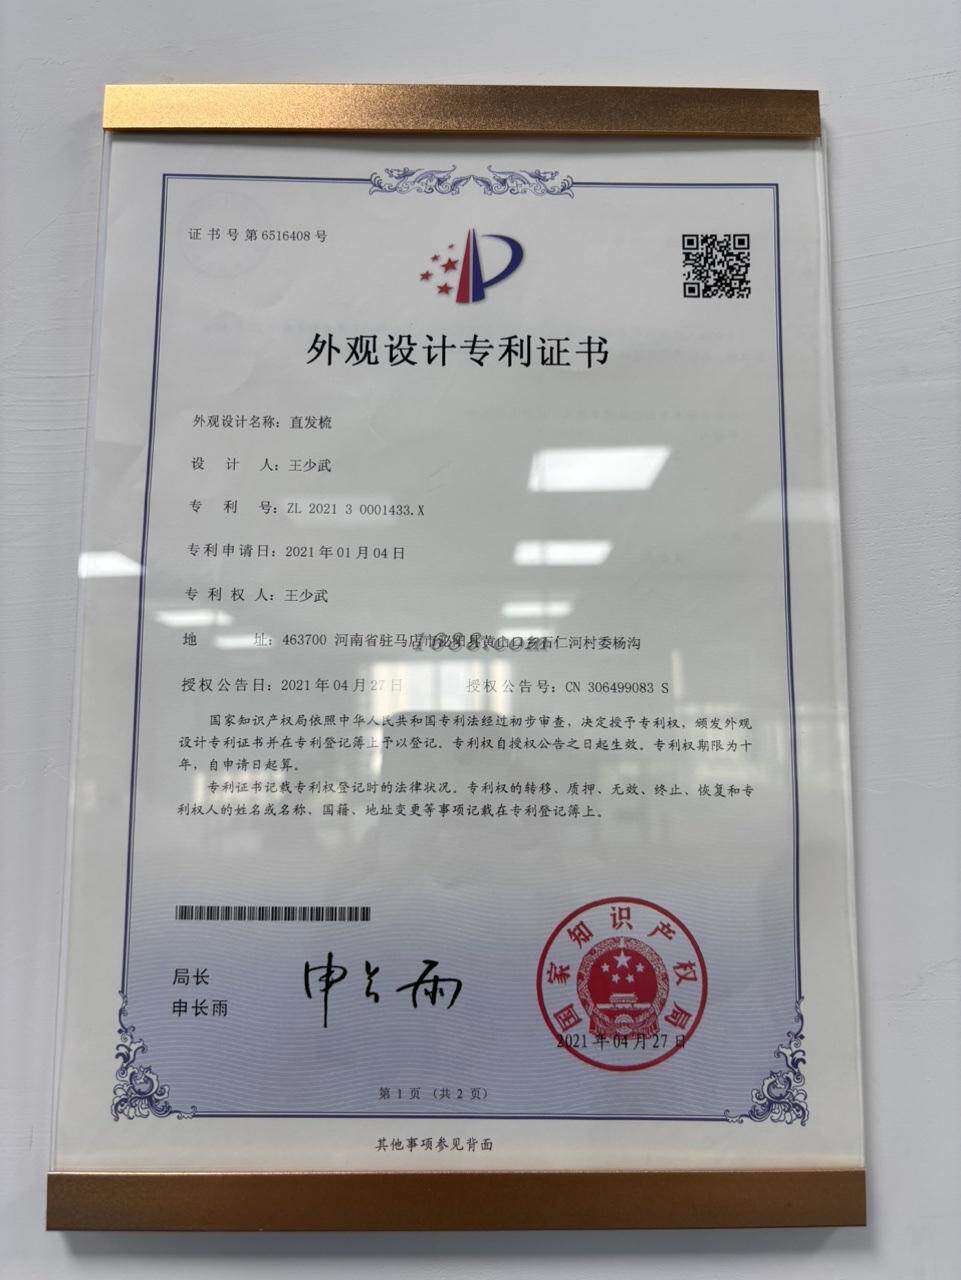 证书号第6516408号
外观设计专利证书
外观设计名称：直发梳
设 计 人：王少武
专 利 号：ZL 2021 3 0001433.X
专利申请日：2021年01月04日
专 利 权 人：王少武
地 址：463700 河南省驻马店市泌阳县黄山口乡石仁河村委杨沟
1688.com
授权公告日：2021年04月27日 授权公告号：CN 306499083 S
国家知识产权局依照中华人民共和国专利法经过初步审查，决定授予专利权，颁发外观
设计专利证书并在专利登记簿上予以登记。专利权自授权公告之日起生效。专利权期限为十
年，自申请日起算。
专利证书记载专利权登记时的法律状况。专利权的转移、质押、无效、终止、恢复和专
利权人的姓名或名称、国籍、地址变更等事项记载在专利登记簿上。
局长
申长雨
申长雨
国家知识产权局
2021年04月27日
第 1 页 （共 2 页）
其他事项参见背面